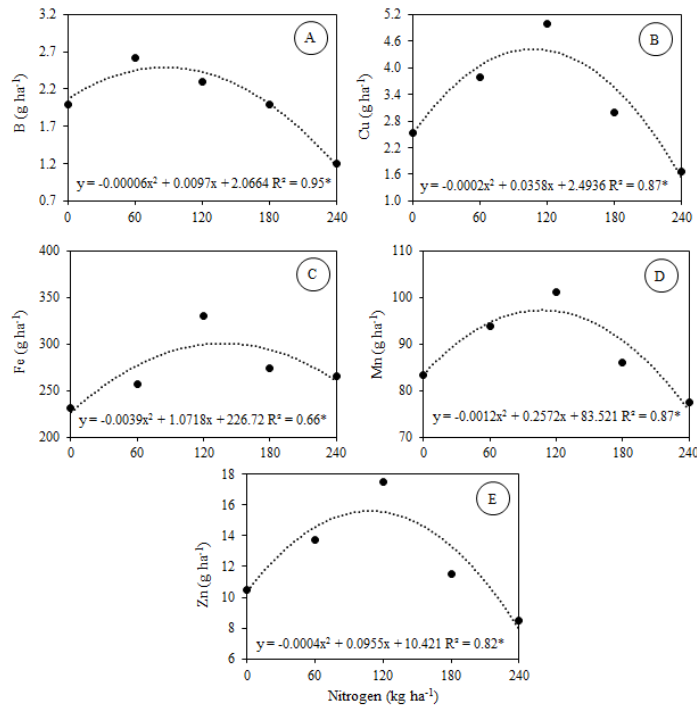 A
B (g ha⁻¹)
3.2
2.7
2.2
1.7
1.2
0.7
y = -0.00006x² + 0.0097x + 2.0664 R² = 0.95*
0 60 120 180 240
B
Cu (g ha⁻¹)
5.2
4.6
4.0
3.4
2.8
2.2
1.6
1.0
y = -0.0002x² + 0.0358x + 2.4936 R² = 0.87*
0 60 120 180 240
C
Fe (g ha⁻¹)
400
350
300
250
200
y = -0.0039x² + 1.0718x + 226.72 R² = 0.66*
0 60 120 180 240
D
Mn (g ha⁻¹)
110
100
90
80
70
y = -0.0012x² + 0.2572x + 83.521 R² = 0.87*
0 60 120 180 240
E
Zn (g ha⁻¹)
18
16
14
12
10
8
6
y = -0.0004x² + 0.0955x + 10.421 R² = 0.82*
0 60 120 180 240
Nitrogen (kg ha⁻¹)